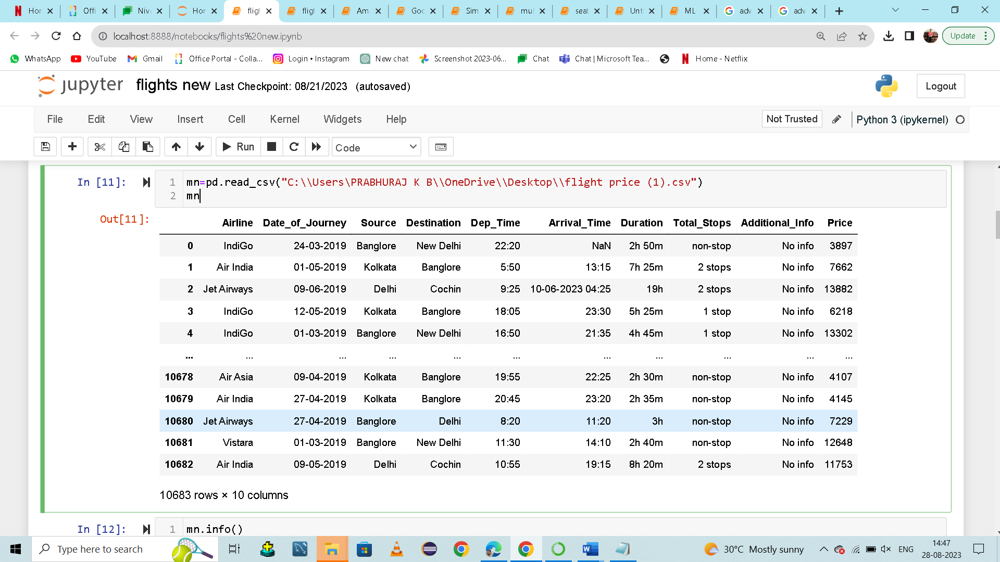 Hor
Offi
Niv
Hor
fligh
fligh
Am
Goo
Sim
mul
seal
Unt
ML
adv
adv
localhost:8888/notebooks/flights%20new.ipynb
Update
WhatsApp
YouTube
Gmail
Office Portal - Colla...
Login • Instagram
New chat
Screenshot 2023-06...
Chat
Chat | Microsoft Tea...
Home - Netflix
jupyter flights new Last Checkpoint: 08/21/2023 (autosaved)
Logout
File Edit View Insert Cell Kernel Widgets Help
Not Trusted
Python 3 (ipykernel)
Run
Code
In [11]:
1 mn=pd.read_csv("C:\\Users\PRABHURAJ K B\\OneDrive\\Desktop\\flight price (1).csv")
2 mn
Out[11]:
Airline Date_of_Journey Source Destination Dep_Time Arrival_Time Duration Total_Stops Additional_Info Price
0 IndiGo 24-03-2019 Banglore New Delhi 22:20 NaN 2h 50m non-stop No info 3897
1 Air India 01-05-2019 Kolkata Banglore 5:50 13:15 7h 25m 2 stops No info 7662
2 Jet Airways 09-06-2019 Delhi Cochin 9:25 10-06-2023 04:25 19h 2 stops No info 13882
3 IndiGo 12-05-2019 Kolkata Banglore 18:05 23:30 5h 25m 1 stop No info 6218
4 IndiGo 01-03-2019 Banglore New Delhi 16:50 21:35 4h 45m 1 stop No info 13302
... ... ... ... ... ... ... ... ... ... ...
10678 Air Asia 09-04-2019 Kolkata Banglore 19:55 22:25 2h 30m non-stop No info 4107
10679 Air India 27-04-2019 Kolkata Banglore 20:45 23:20 2h 35m non-stop No info 4145
10680 Jet Airways 27-04-2019 Banglore Delhi 8:20 11:20 3h non-stop No info 7229
10681 Vistara 01-03-2019 Banglore New Delhi 11:30 14:10 2h 40m non-stop No info 12648
10682 Air India 09-05-2019 Delhi Cochin 10:55 19:15 8h 20m 2 stops No info 11753
10683 rows × 10 columns
In [12]:
1 mn.info()
Type here to search
30°C Mostly sunny
ENG
14:47
28-08-2023